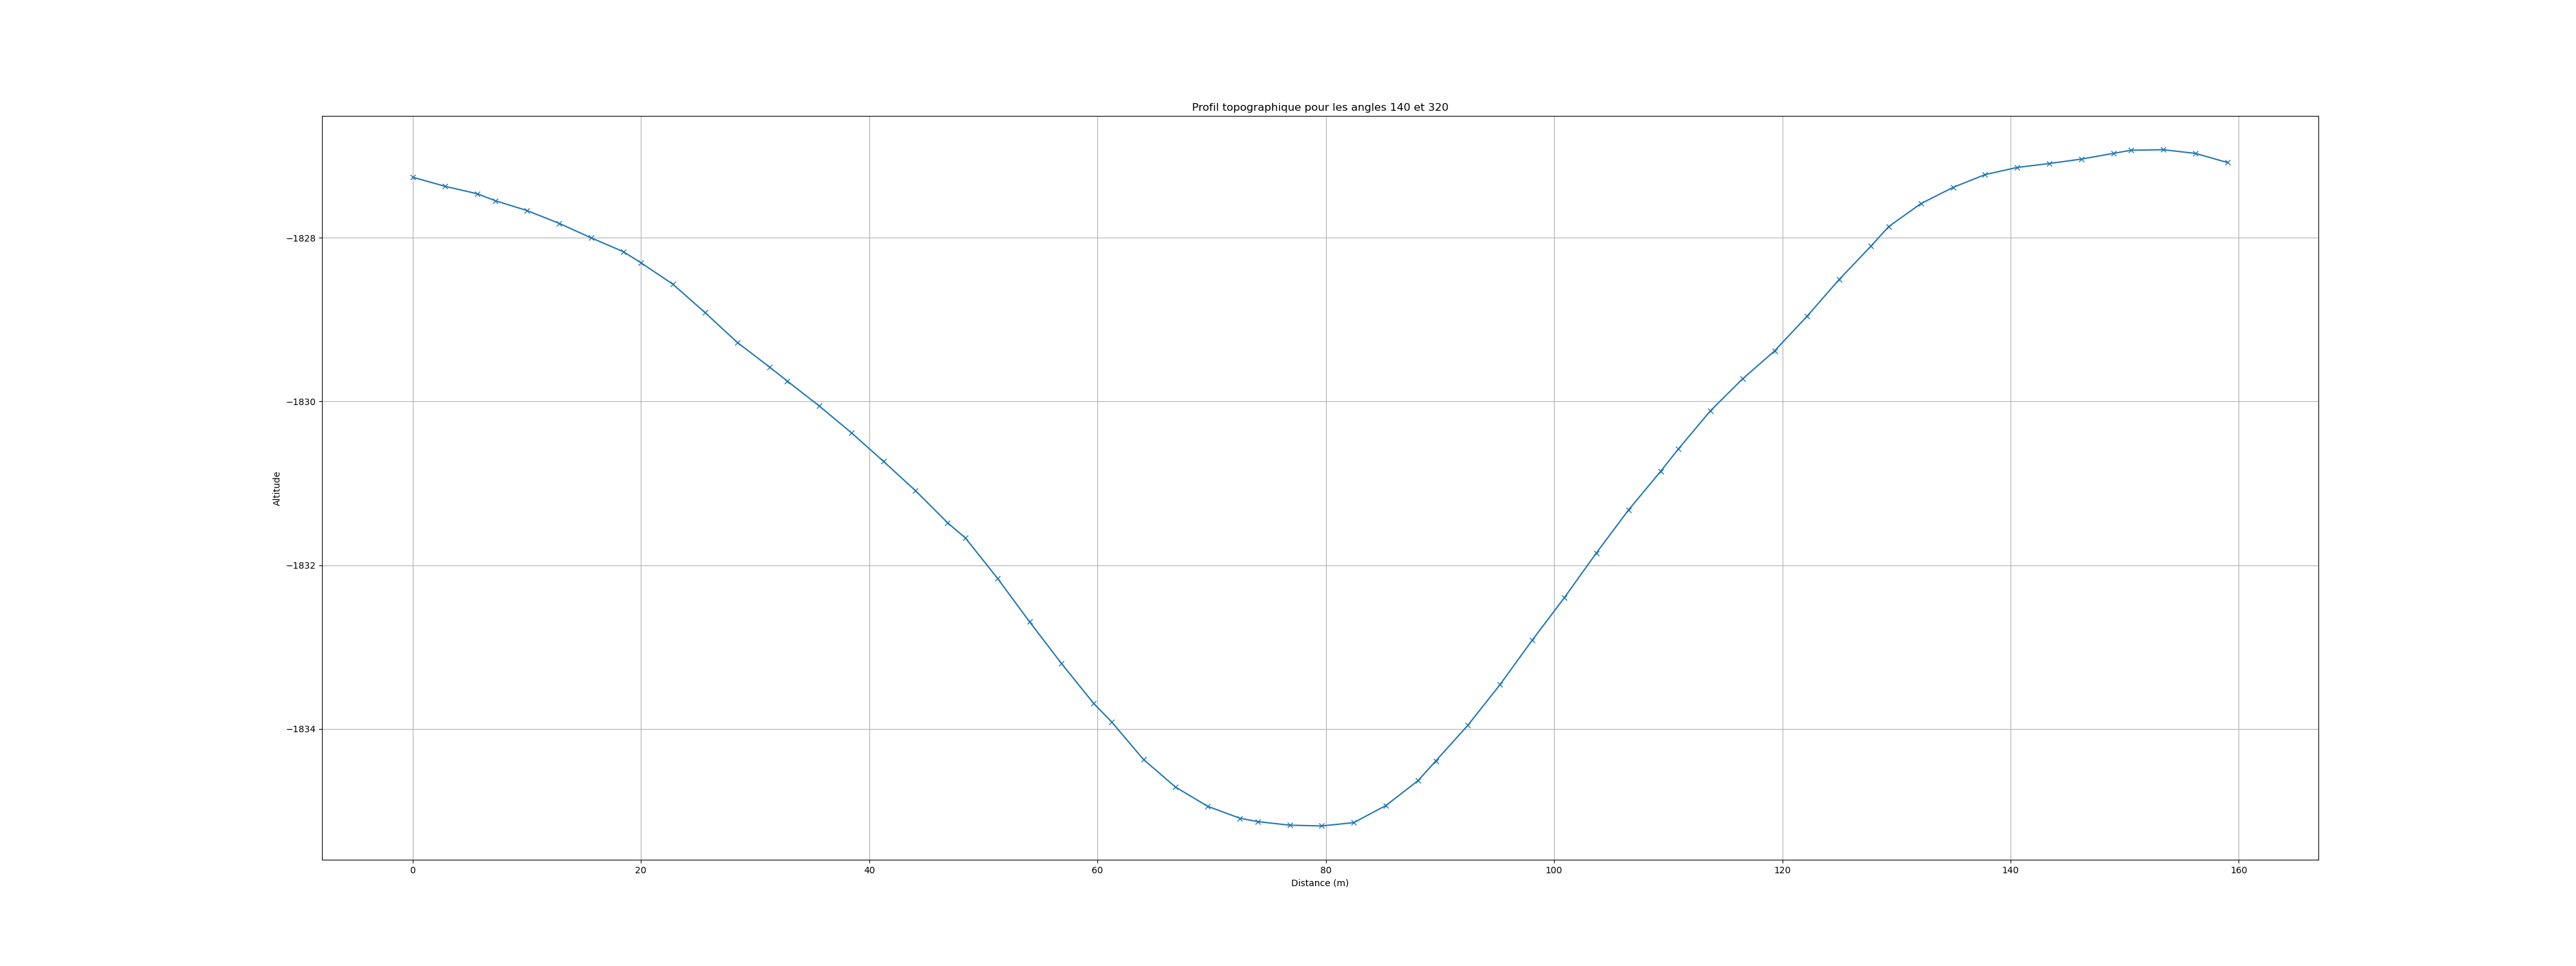 Profil topographique pour les angles 140 et 320
−1828
−1830
−1832
−1834
Altitude
0 20 40 60 80 100 120 140 160
Distance (m)